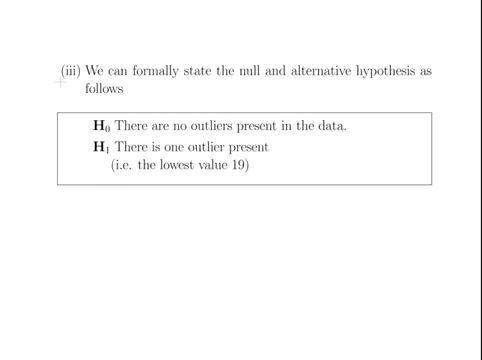 (iii) We can formally state the null and alternative hypothesis as
follows
H₀ There are no outliers present in the data.
H₁ There is one outlier present
(i.e. the lowest value 19)